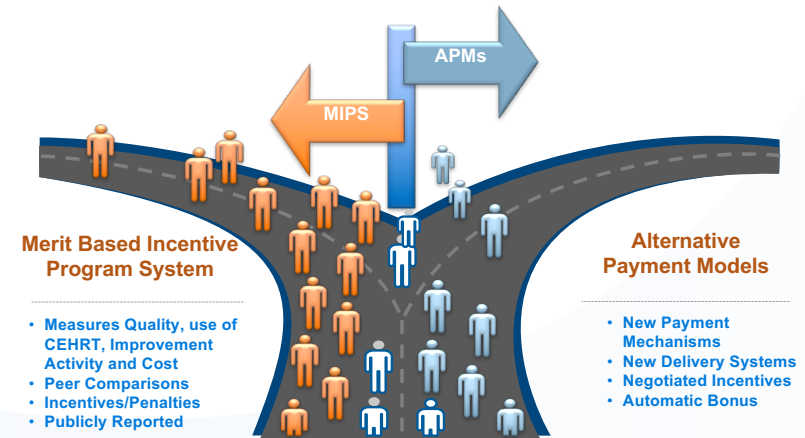 APMs
MIPS
Merit Based Incentive
Program System
• Measures Quality, use of
CEHRT, Improvement
Activity and Cost
• Peer Comparisons
• Incentives/Penalties
• Publicly Reported
Alternative
Payment Models
• New Payment
Mechanisms
• New Delivery Systems
• Negotiated Incentives
• Automatic Bonus